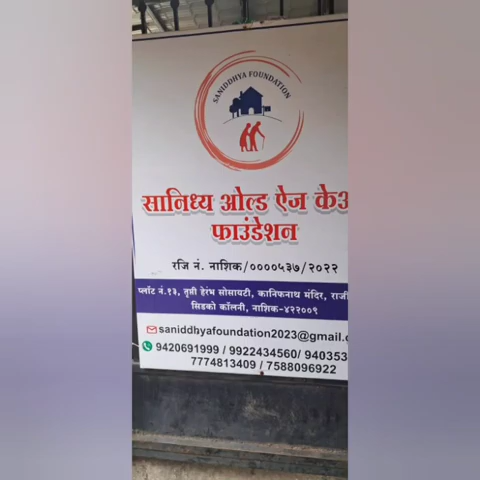 SANIDDHYA FOUNDATION
सानिध्य ओल्ड ऐज
फाउंडेशन
रजि नं. नाशिक/००००५३७/२०२२
प्लॉट नं.१३, तृप्ती हेरंभ सोसायटी, कानिफनाथ मंदिर,
सिडको कॉलनी, नाशिक-४२२००९
saniddhyafoundation2023@gmail.
9420691999 / 9922434560/ 940353
7774813409 / 7588096922